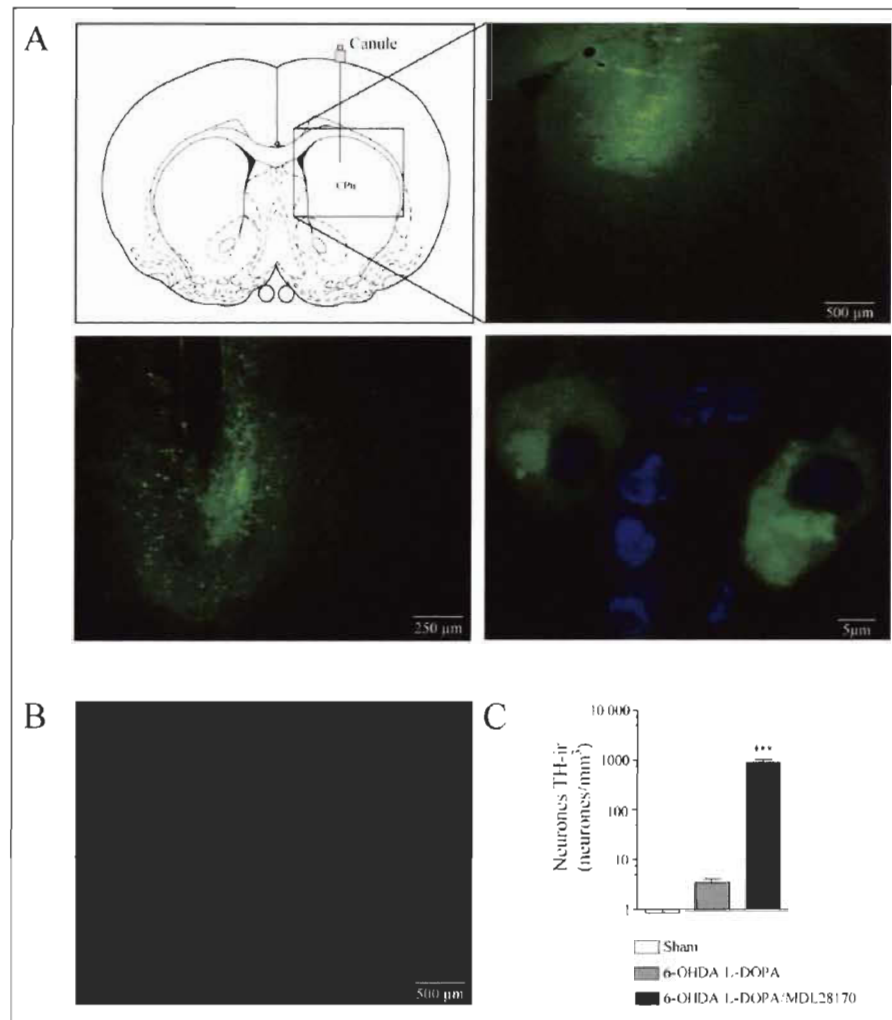 A
Canule
CPu
500 µm
250 µm
5µm
B
500 µm
C
Neurones TH-ir
(neurones/mm³)
10 000
1000
100
10
1
***
Sham
6-OHDA L-DOPA
6-OHDA L-DOPA/MDL28170